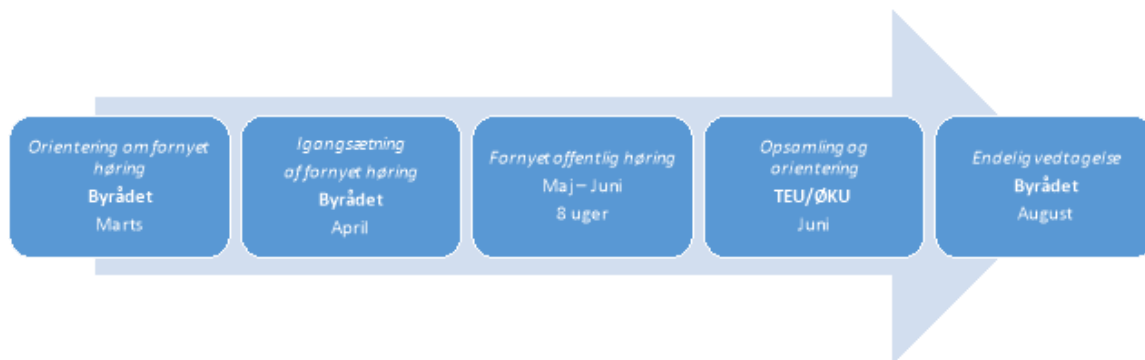 Orientering om fornyet
høring
Byrådet
Marts
Igangsætning
af fornyet høring
Byrådet
April
Fornyet offentlig høring
Maj – Juni
8 uger
Opsamling og
orientering
TEU/ØKU
Juni
Endelig vedtagelse
Byrådet
August